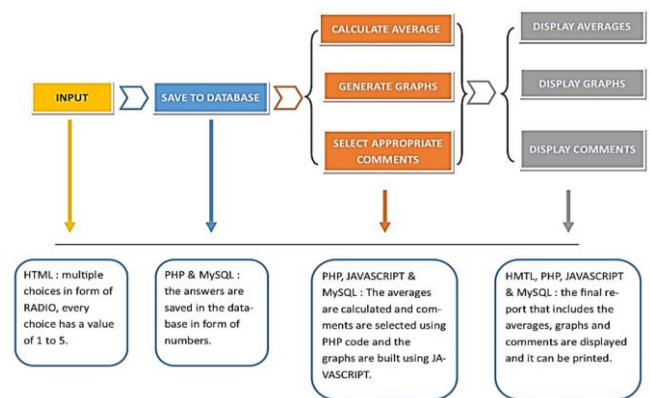 CALCULATE AVERAGE
DISPLAY AVERAGES
INPUT
SAVE TO DATABASE
GENERATE GRAPHS
DISPLAY GRAPHS
SELECT APPROPRIATE
COMMENTS
DISPLAY COMMENTS
HTML : multiple
choices in form of
RADIO, every
choice has a value
of 1 to 5.
PHP & MySQL :
the answers are
saved in the data-
base in form of
numbers.
PHP, JAVASCRIPT &
MySQL : The averages
are calculated and com-
ments are selected using
PHP code and the
graphs are built using JA-
VASCRIPT.
HMTL, PHP, JAVASCRIPT
& MySQL : the final re-
port that includes the
averages, graphs and
comments are displayed
and it can be printed.